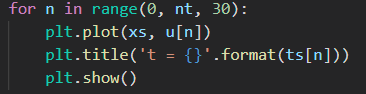 for n in range(0, nt, 30):
    plt.plot(xs, u[n])
    plt.title('t = {}'.format(ts[n]))
    plt.show()